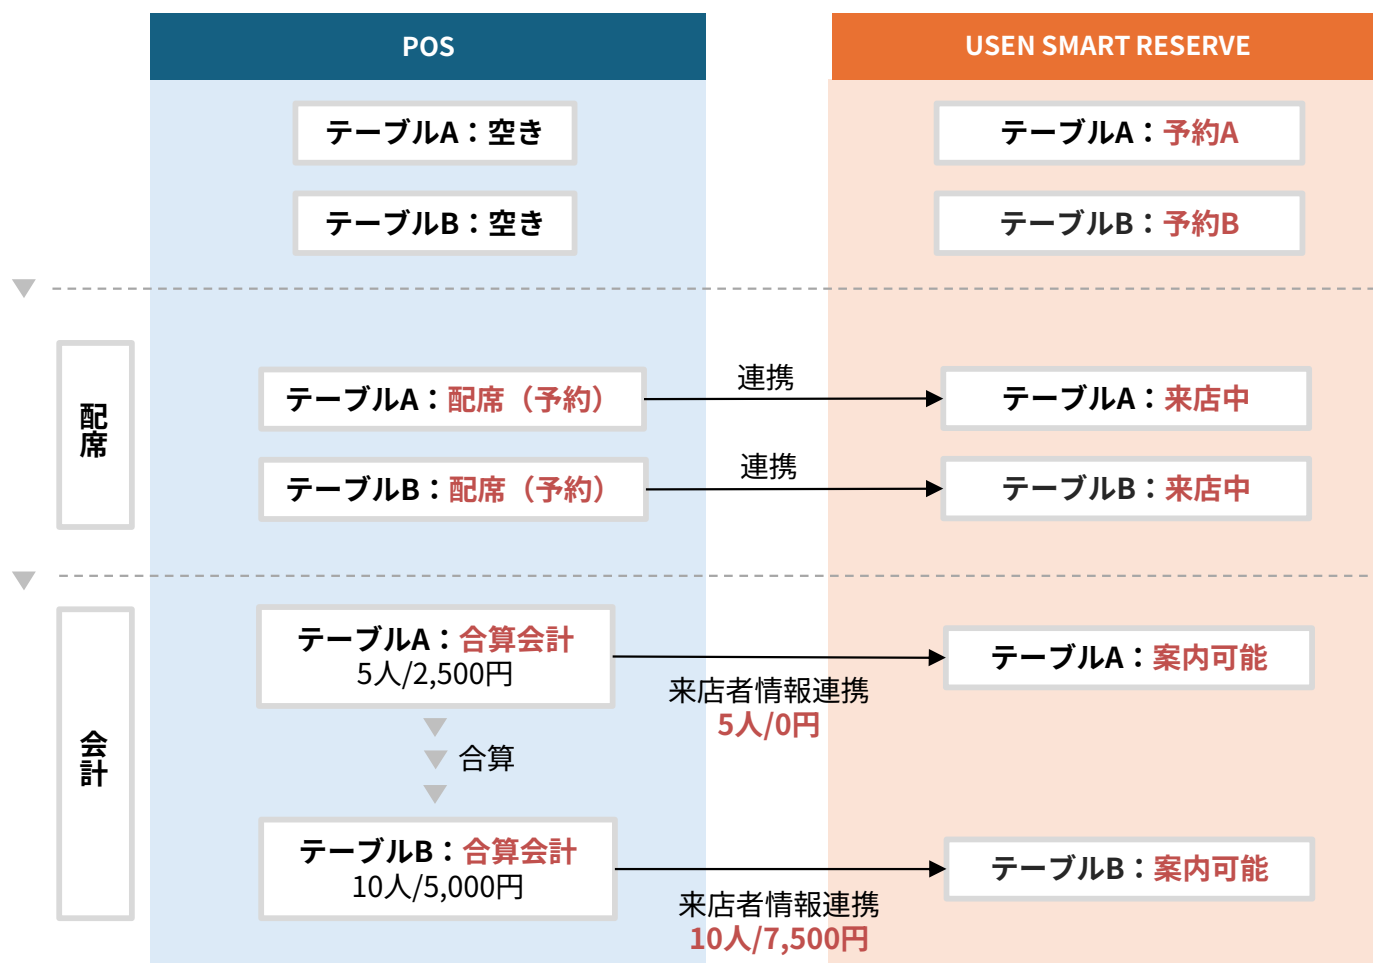 POS
USEN SMART RESERVE
テーブルA：空き
テーブルA：予約A
テーブルB：空き
テーブルB：予約B
配席
テーブルA：配席（予約）
連携
テーブルA：来店中
テーブルB：配席（予約）
連携
テーブルB：来店中
会計
テーブルA：合算会計
5人/2,500円
来店者情報連携
5人/0円
テーブルA：案内可能
合算
テーブルB：合算会計
10人/5,000円
来店者情報連携
10人/7,500円
テーブルB：案内可能